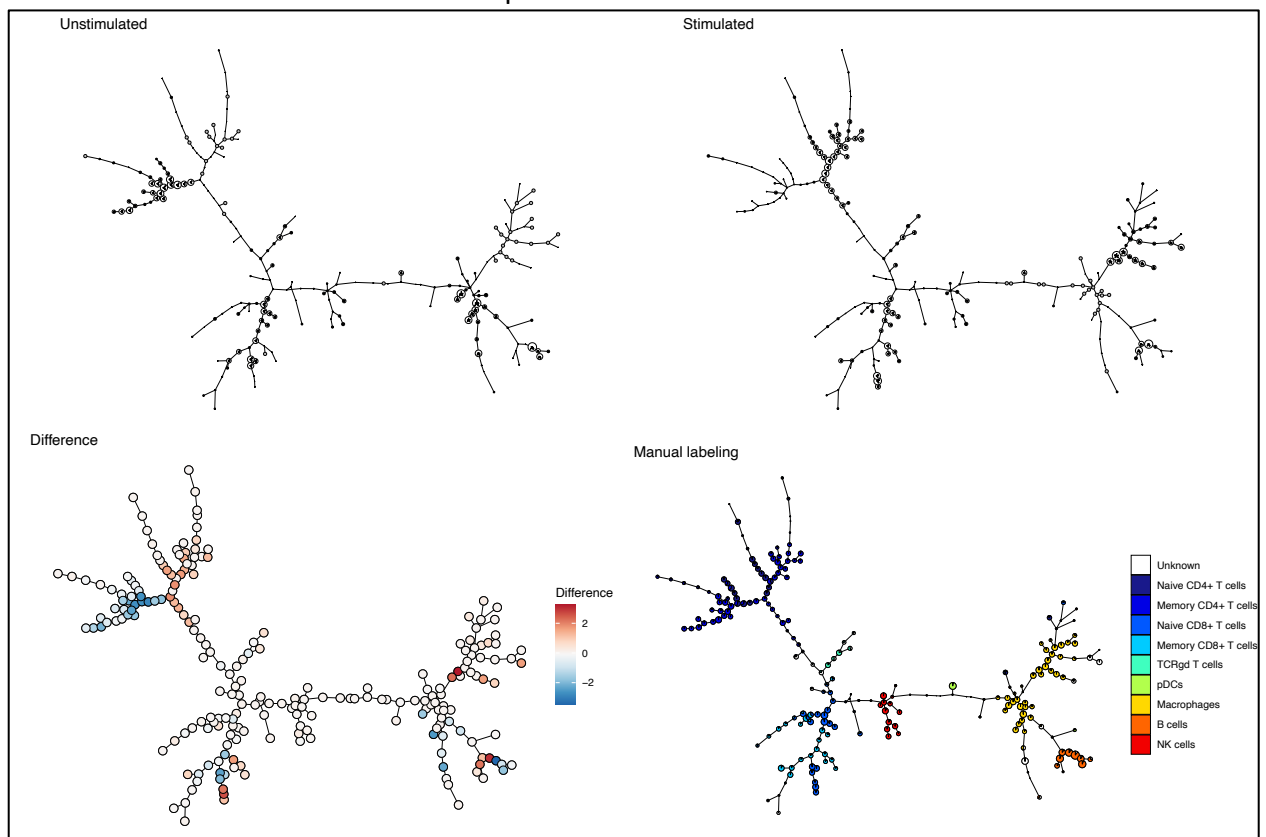 Unstimulated
Stimulated
Difference
Manual labeling
Difference
2
0
−2
Unknown
Naive CD4+ T cells
Memory CD4+ T cells
Naive CD8+ T cells
Memory CD8+ T cells
TCRgd T cells
pDCs
Macrophages
B cells
NK cells